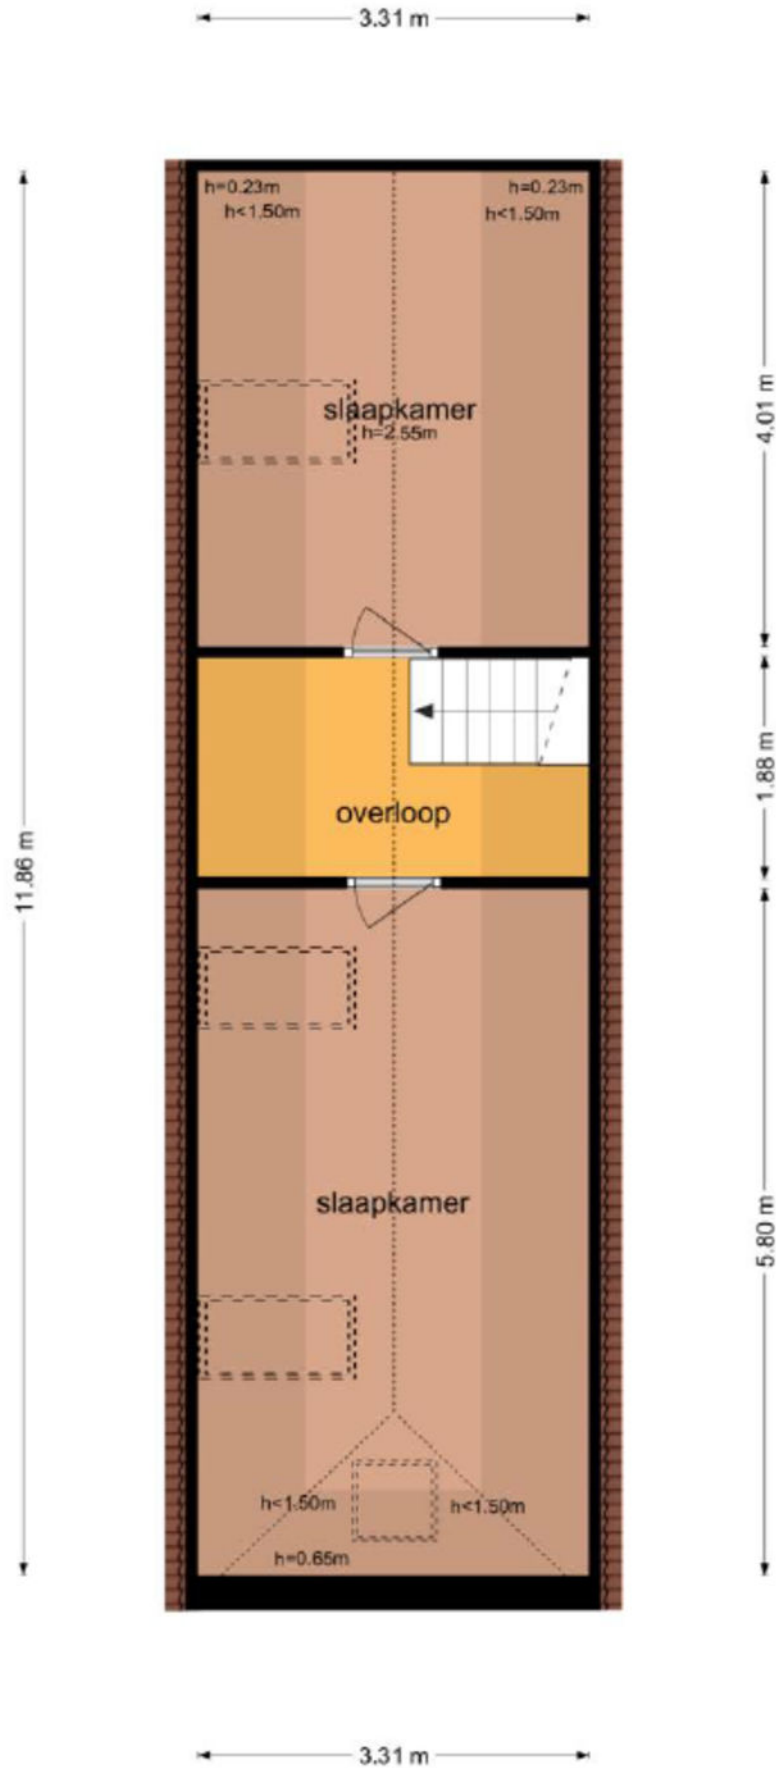 3.31 m
h=0.23m
h=0.23m
h<1.50m
h<1.50m
4.01 m
slaapkamer
h=2.55m
1.88 m
overloop
11.86 m
slaapkamer
5.80 m
h<1.50m
h<1.50m
h=0.65m
3.31 m